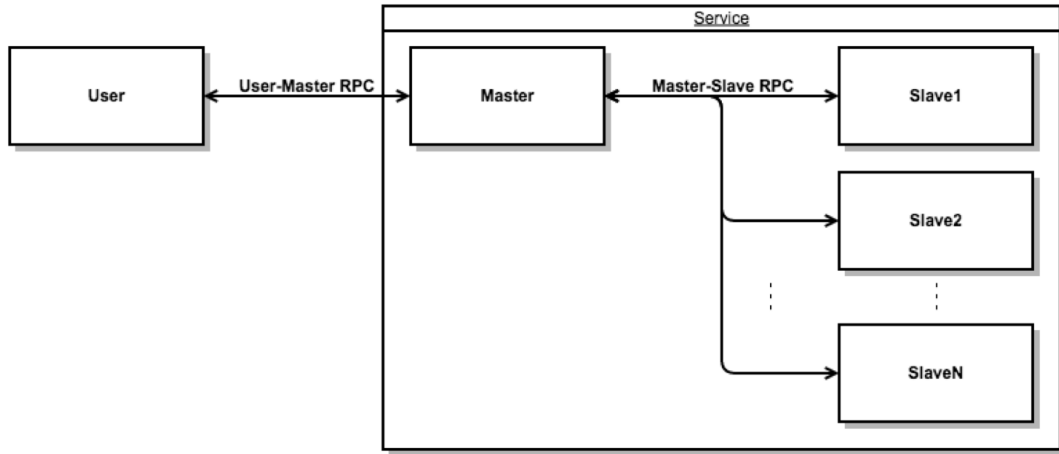 Service
User
User-Master RPC
Master
Master-Slave RPC
Slave1
Slave2
SlaveN